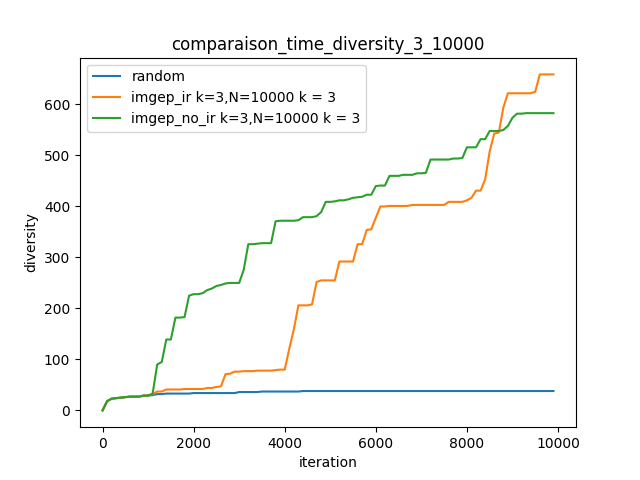 comparaison_time_diversity_3_10000
random
imgep_ir k=3,N=10000 k = 3
imgep_no_ir k=3,N=10000 k = 3
600
500
400
300
200
100
0
diversity
0 2000 4000 6000 8000 10000
iteration